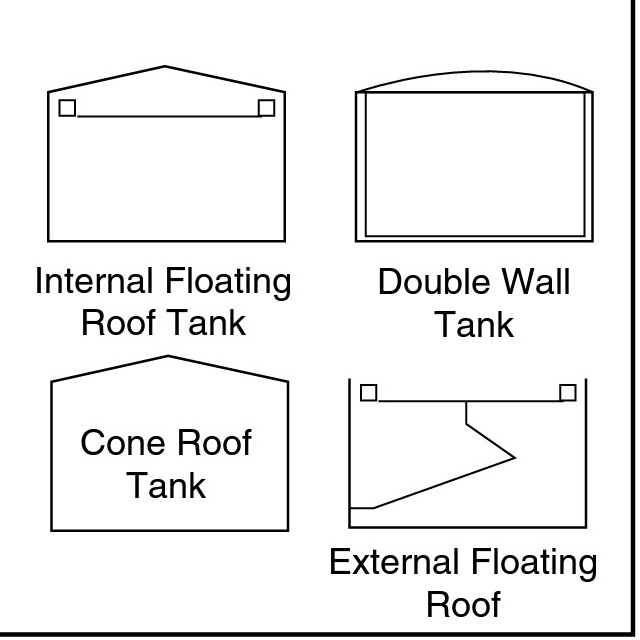 Internal Floating
Roof Tank
Double Wall
Tank
Cone Roof
Tank
External Floating
Roof